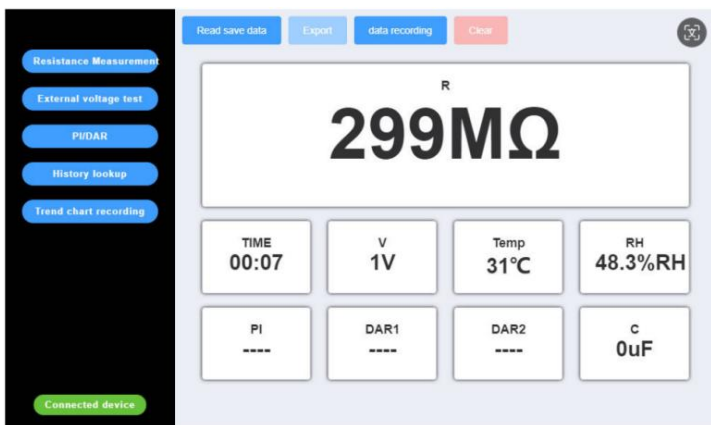 Read save data
Export
data recording
Clear
Resistance Measurement
External voltage test
PI/DAR
History lookup
Trend chart recording
Connected device
R
299MΩ
TIME
00:07
V
1V
Temp
31℃
RH
48.3%RH
PI
----
DAR1
----
DAR2
----
C
0uF